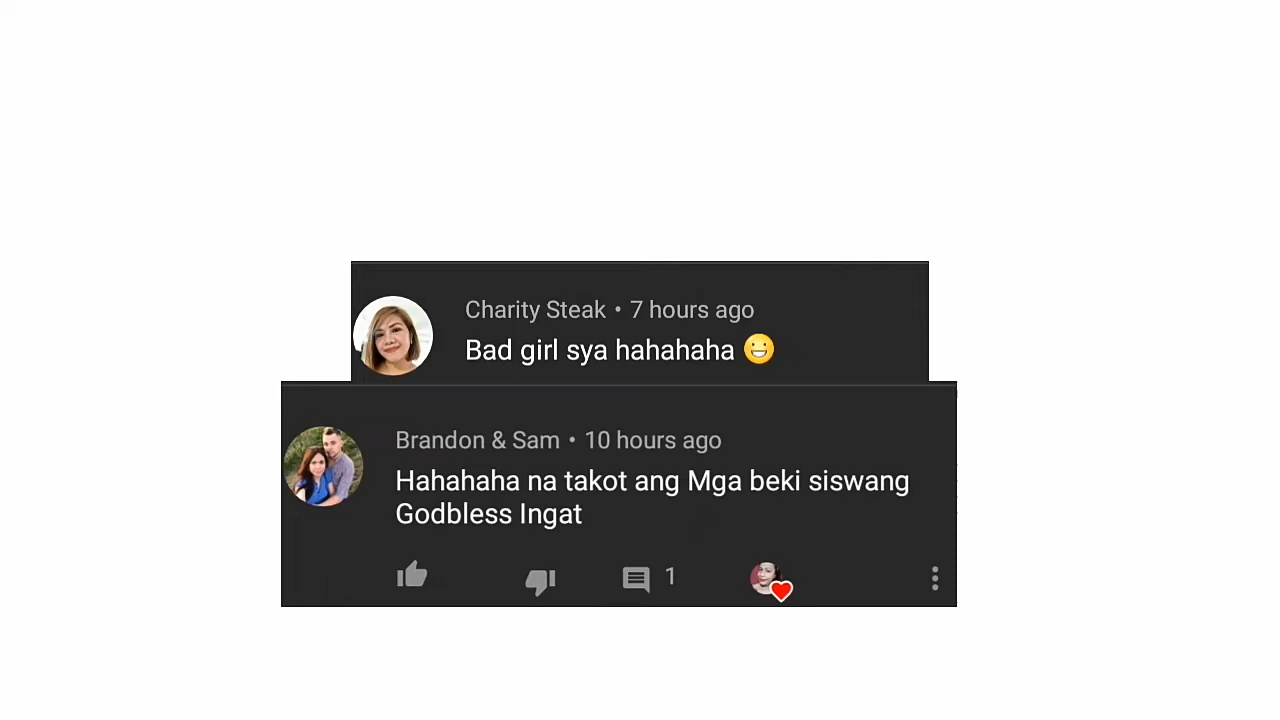 Charity Steak • 7 hours ago
Bad girl sya hahahaha 😀
Brandon & Sam • 10 hours ago
Hahahaha na takot ang Mga beki siswang
Godbless Ingat
1